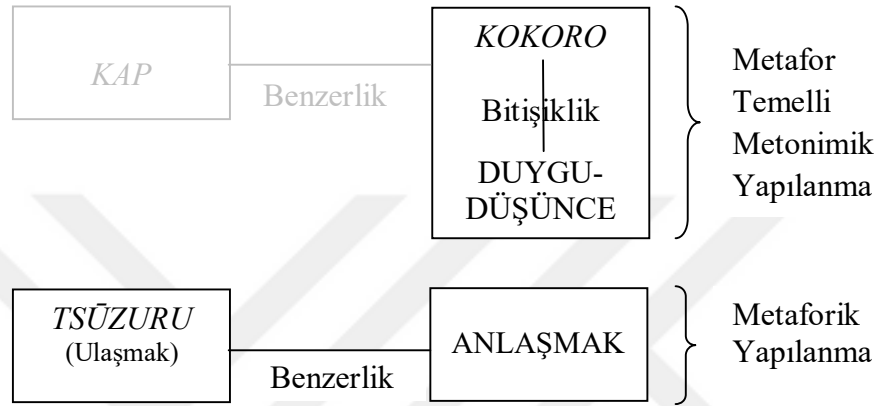 KAP
Benzerlik
KOKORO
Bitişiklik
DUYGU-
DÜŞÜNCE
Metafor
Temelli
Metonimik
Yapılanma
TSŪZURU
(Ulaşmak)
Benzerlik
ANLAŞMAK
Metaforik
Yapılanma